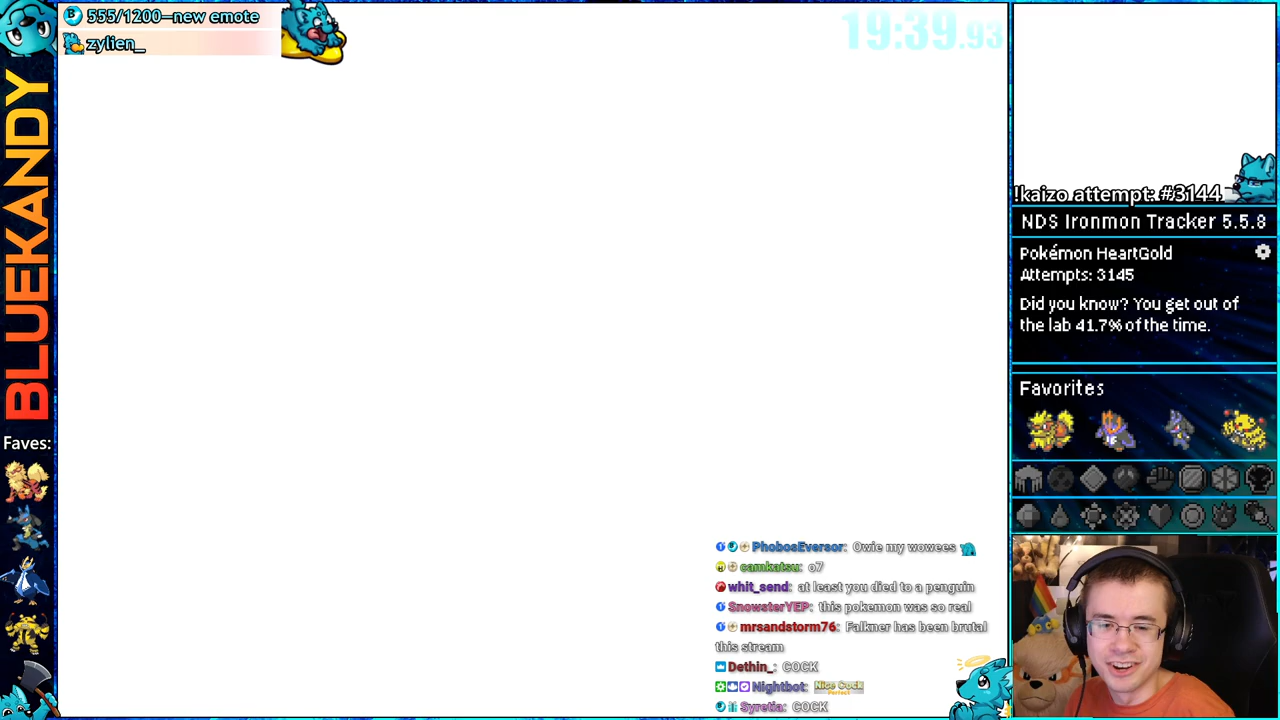 555/1200—new emote
zylien_
19:39.93
BLUEKANDY
Faves:
!kaizo attempt: #3144
NDS Ironmon Tracker 5.5.8
Pokémon HeartGold
Attempts: 3145
Did you know? You get out of
the lab 41.7% of the time.
Favorites
PhobosEversor: Owie my wowees
camkatsu: o7
whit_send: at least you died to a penguin
SnowsterYEP: this pokemon was so real
mrsandstorm76: Falkner has been brutal
this stream
Dethin_: COCK
Nightbot: Nice Cock
Perfect
Syretia: COCK